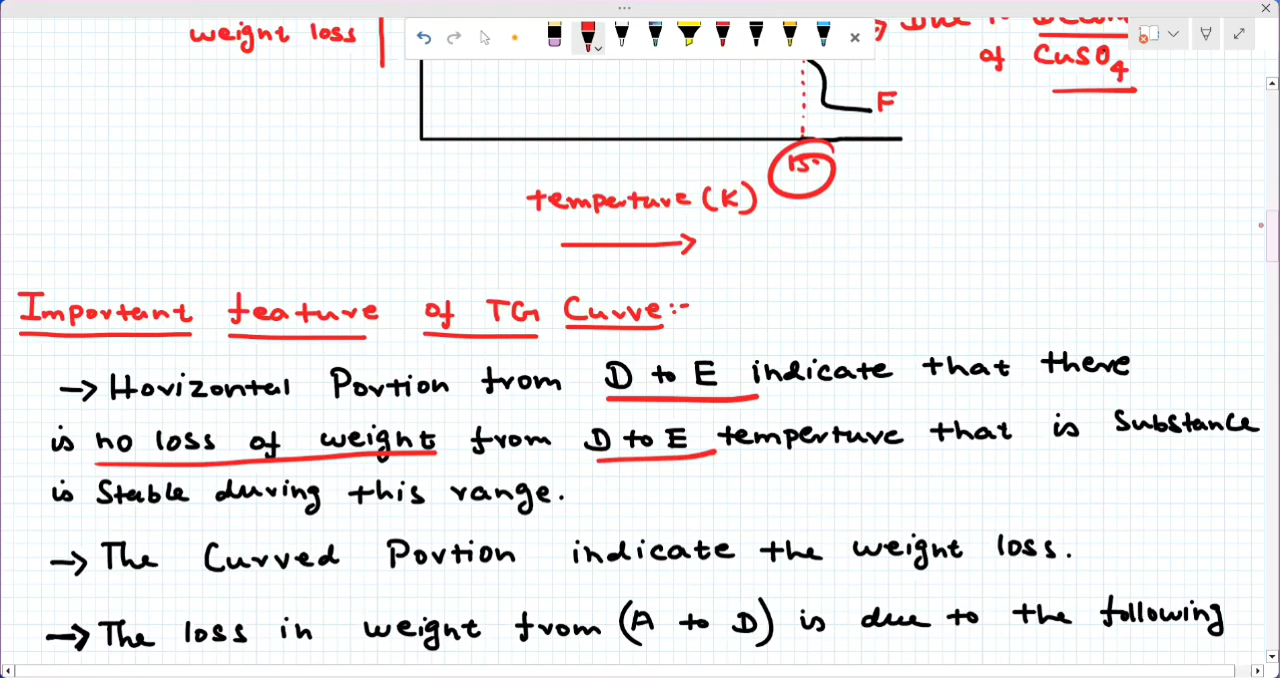 weight loss
of CuSO4
F
temperture (K)
Important feature of TG Curve:-
→ Horizontal Portion from D to E indicate that there
is no loss of weight from D to E temperture that is Substance
is Stable during this range.
→ The Curved Portion indicate the weight loss.
→ The loss in weight from (A to D) is due to the following